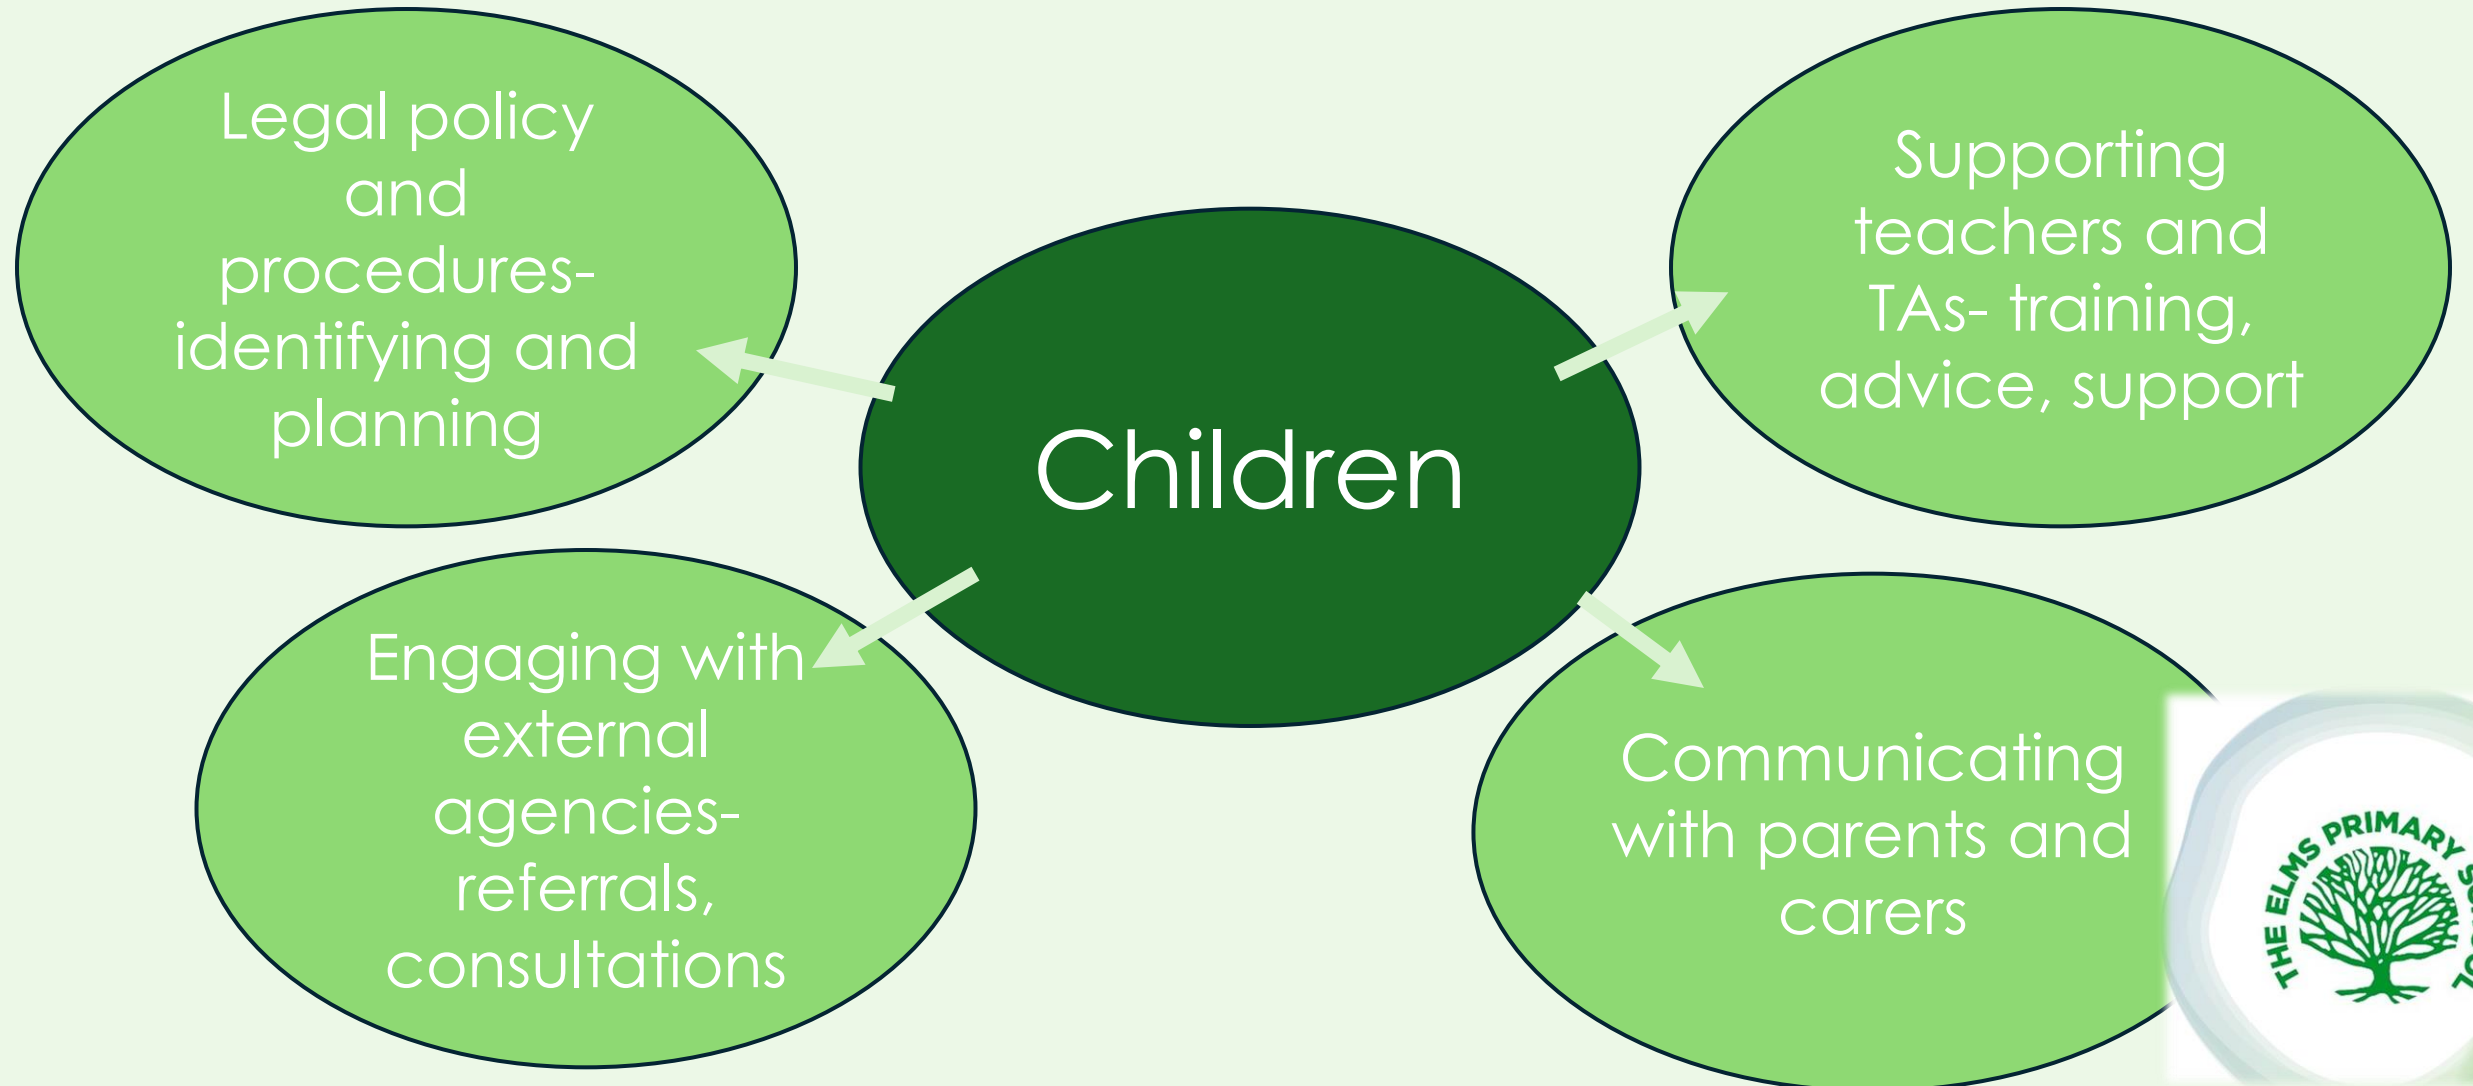 Legal policy
and
procedures-
identifying and
planning
Supporting
teachers and
TAs- training,
advice, support
Children
Engaging with
external
agencies-
referrals,
consultations
Communicating
with parents and
carers
THE ELMS PRIMARY